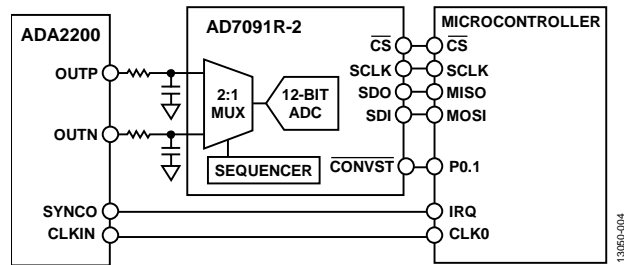 ADA2200
OUTP
OUTN
SYNCO
CLKIN
AD7091R-2
2:1
MUX
12-BIT
ADC
SEQUENCER
CS
SCLK
SDO
SDI
CONVST
MICROCONTROLLER
CS
SCLK
MISO
MOSI
P0.1
IRQ
CLK0
13050-004